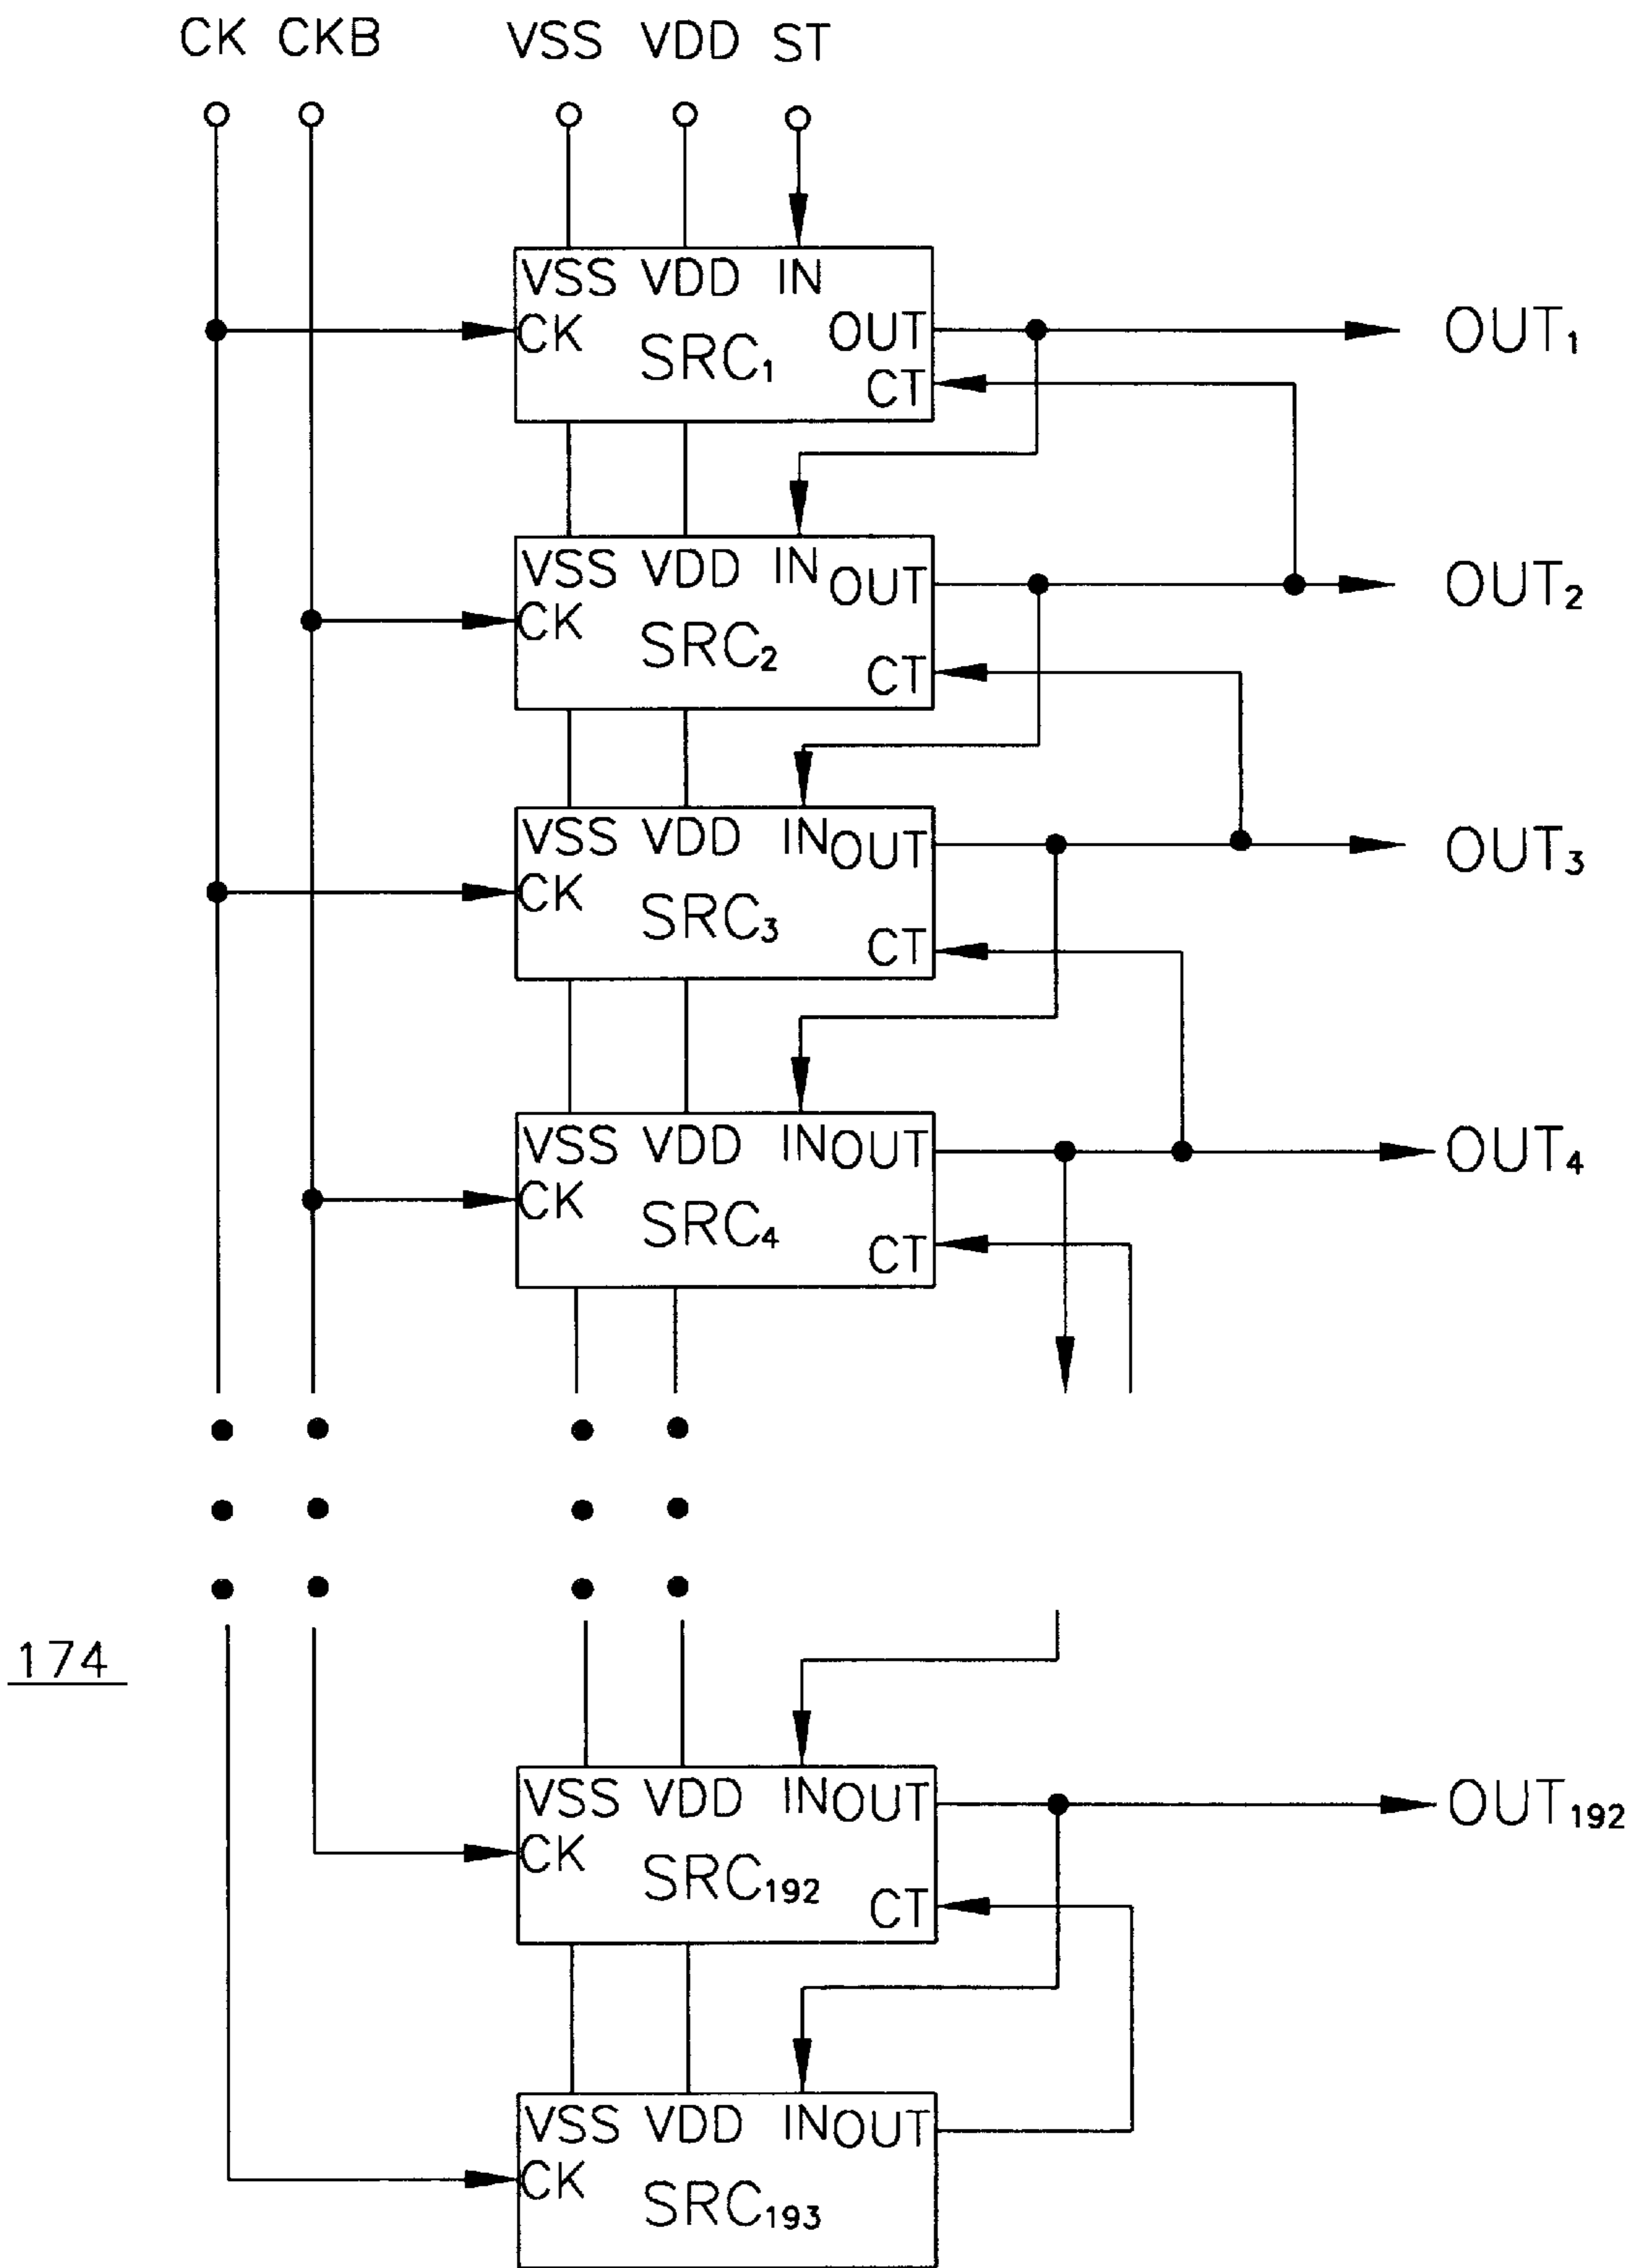 CK CKB VSS VDD ST
VSS VDD IN
CK OUT OUT₁
SRC₁
CT
VSS VDD IN
OUT OUT₂
CK
SRC₂
CT
VSS VDD IN OUT OUT₃
CK
SRC₃
CT
VSS VDD IN OUT OUT₄
CK
SRC₄
CT
174
VSS VDD IN OUT OUT₁₉₂
CK
SRC₁₉₂
CT
VSS VDD IN OUT
CK
SRC₁₉₃